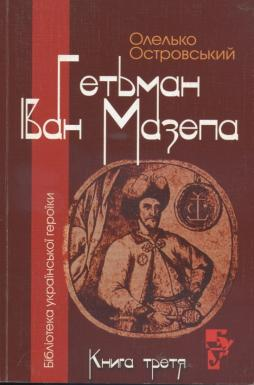 Олелько
Островський
Гетьман
Іван Мазепа
Бібліотека української героїки
Книга третя